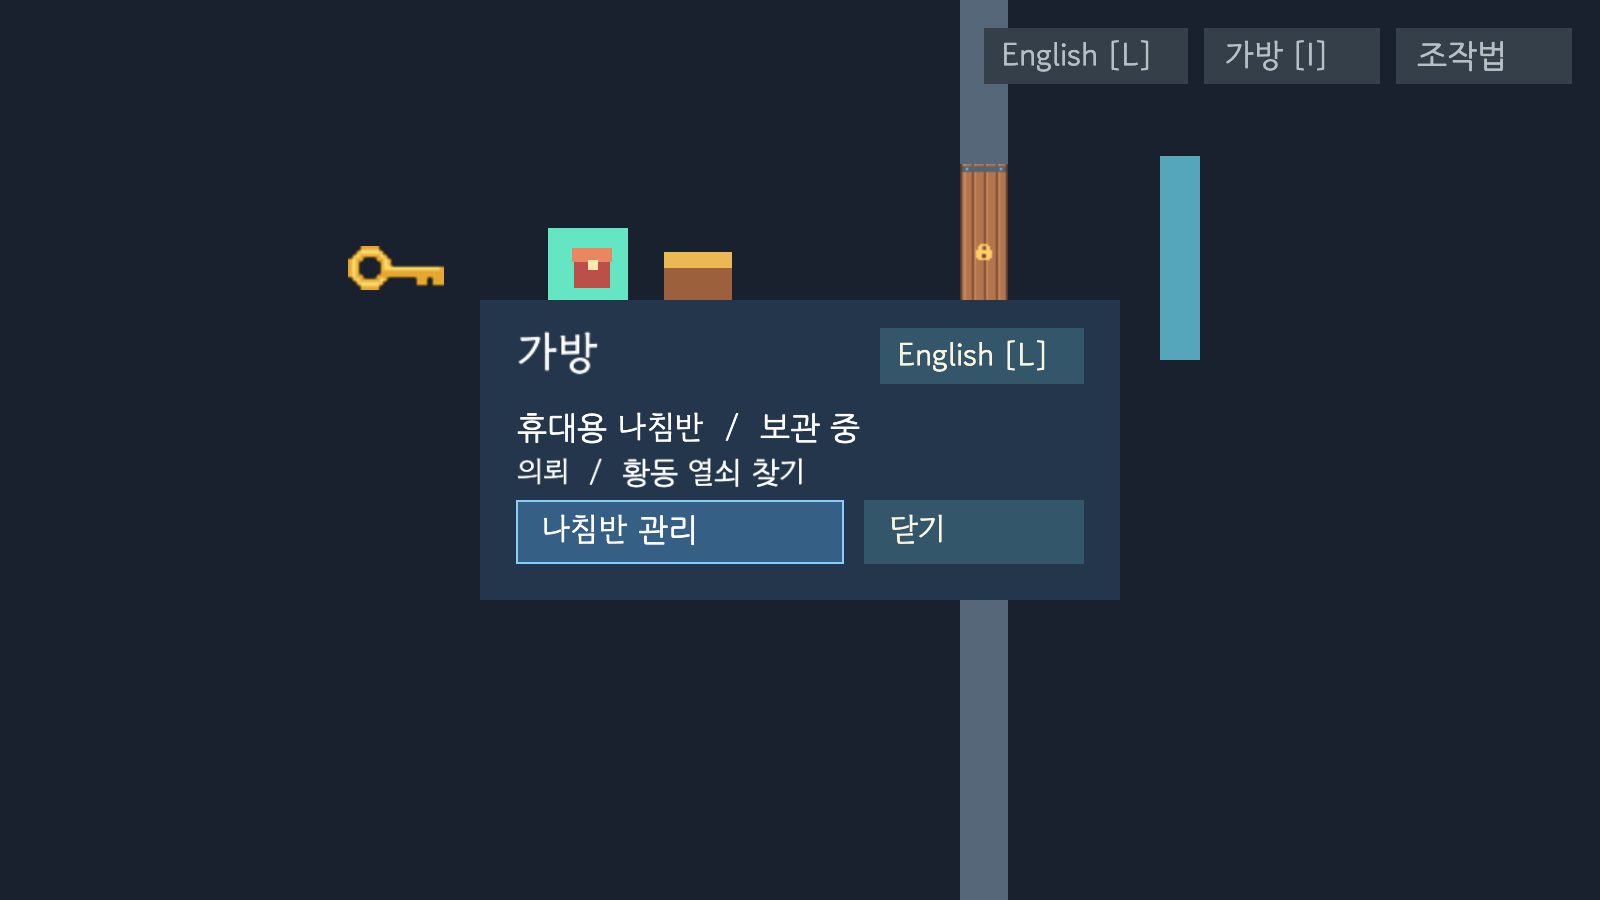 English [L]
가방 [I]
조작법
가방
English [L]
휴대용 나침반 / 보관 중
의뢰 / 황동 열쇠 찾기
나침반 관리
닫기